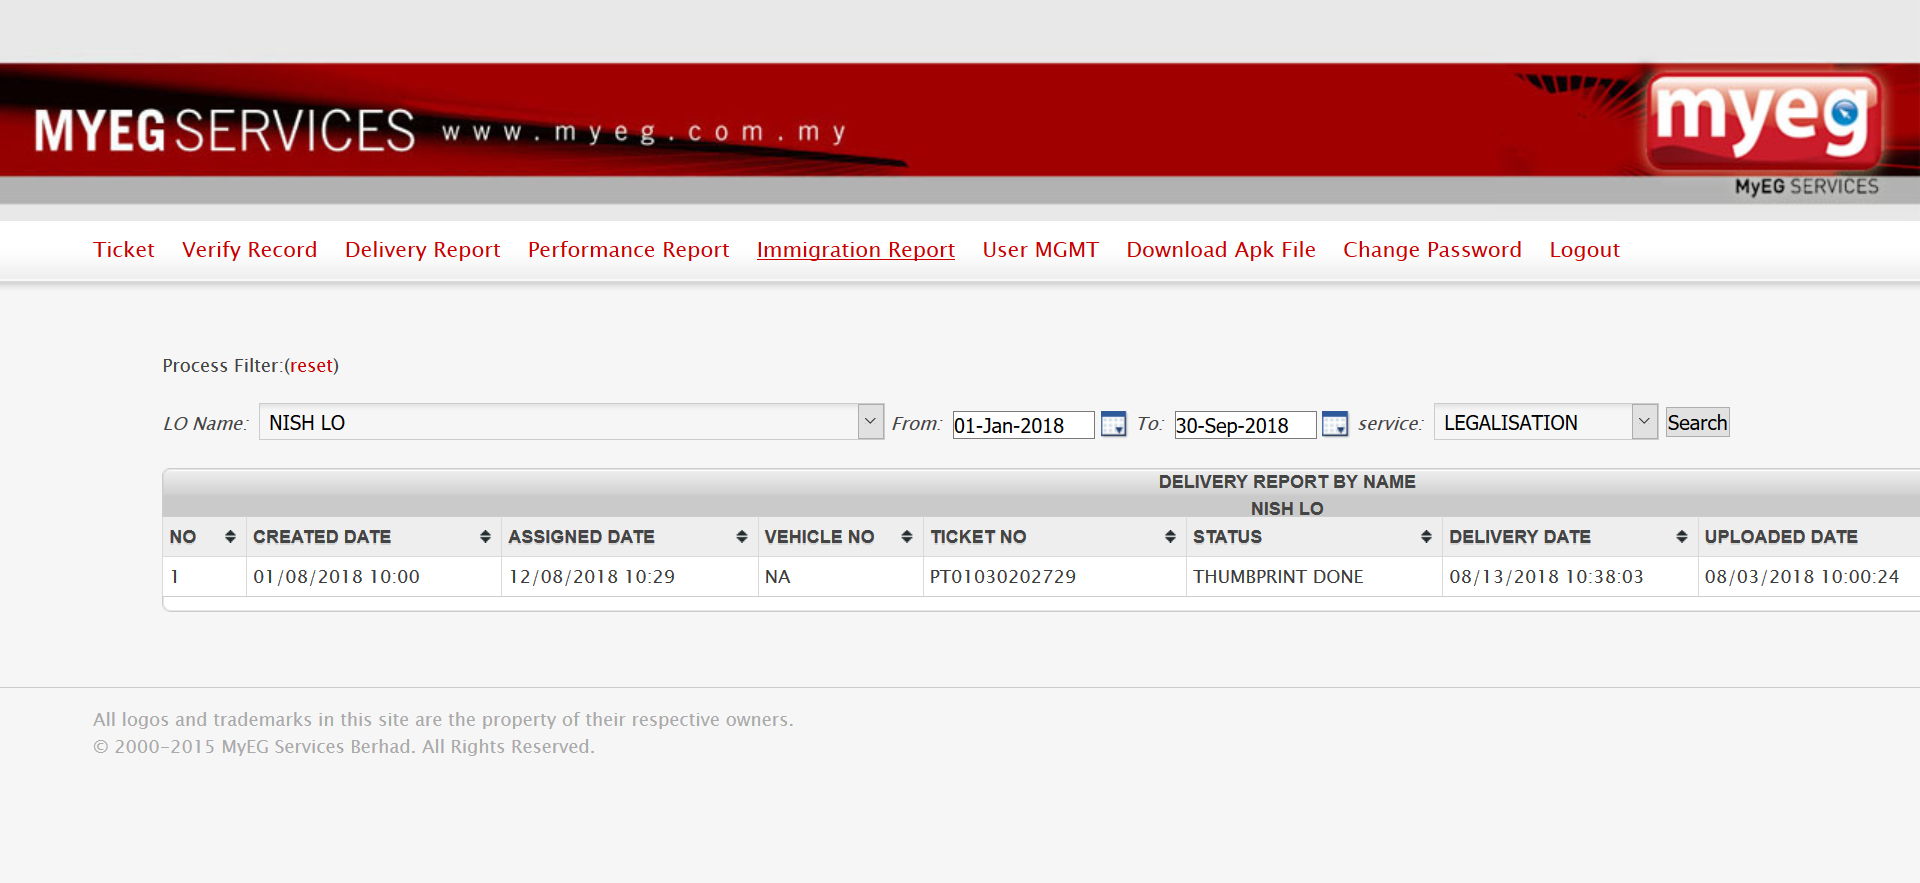 MYEG SERVICES www.myeg.com.my
myeg
MyEG SERVICES
Ticket Verify Record Delivery Report Performance Report Immigration Report User MGMT Download Apk File Change Password Logout
Process Filter:(reset)
LO Name: NISH LO From: 01-Jan-2018 To: 30-Sep-2018 service: LEGALISATION Search
DELIVERY REPORT BY NAME
NISH LO
NO CREATED DATE ASSIGNED DATE VEHICLE NO TICKET NO STATUS DELIVERY DATE UPLOADED DATE
1 01/08/2018 10:00 12/08/2018 10:29 NA PT01030202729 THUMBPRINT DONE 08/13/2018 10:38:03 08/03/2018 10:00:24
All logos and trademarks in this site are the property of their respective owners.
© 2000-2015 MyEG Services Berhad. All Rights Reserved.